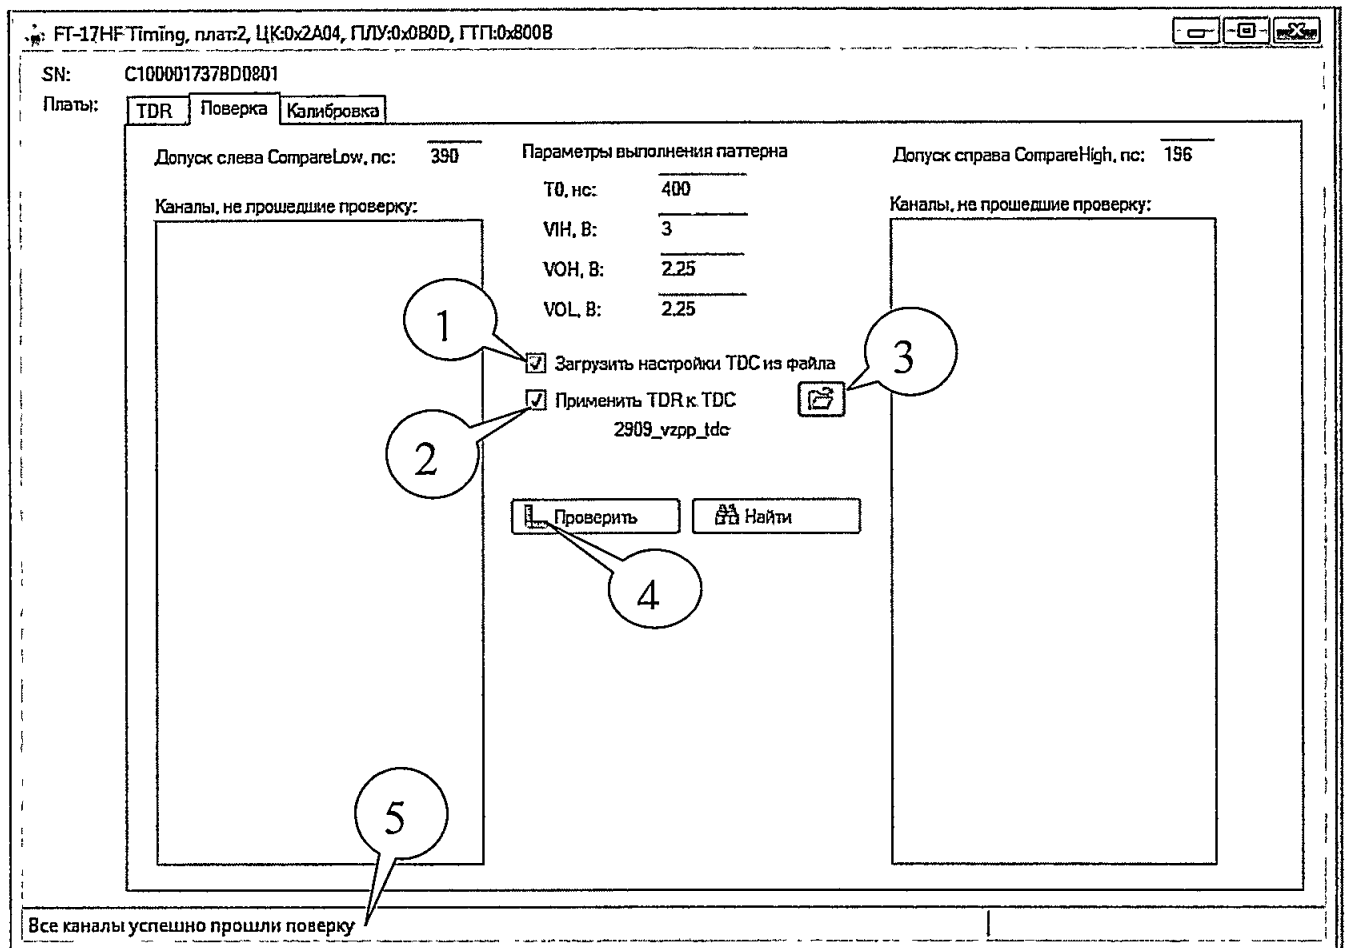 FT-17HF Timing, плат:2, ЦК:0x2A04, ПЛУ:0x0B0D, ГТП:0x800B
SN: C100001737BD0801
Платы: TDR Поверка Калибровка
Допуск слева CompareLow, пс: 390
Параметры выполнения паттерна
Допуск справа CompareHigh, пс: 196
T0, нс: 400
Каналы, не прошедшие проверку:
Каналы, не прошедшие проверку:
VIH, В: 3
VOH, В: 2.25
VOL, В: 2.25
1
3
Загрузить настройки TDC из файла
Применить TDR к TDC
2909_vzpp_tdc
2
Проверить
Найти
4
5
Все каналы успешно прошли поверку